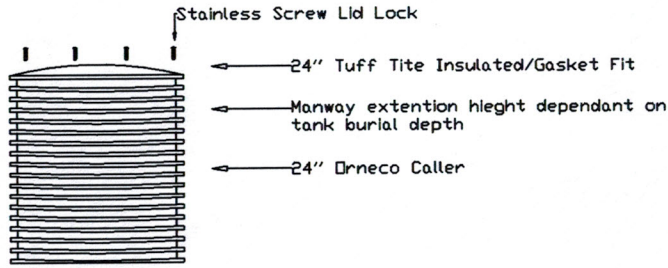 Stainless Screw Lid Lock
24" Tuff Tite Insulated/Gasket Fit
Manway extention hieght dependant on
tank burial depth
24" Orneco Caller